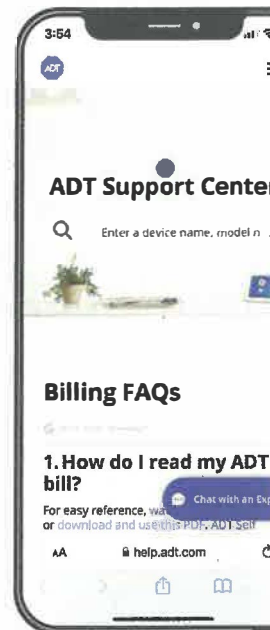 3:54
ADT
ADT Support Center
Enter a device name, model n
Billing FAQs
1. How do I read my ADT
bill?
Chat with an Exp
For easy reference, wa
or download and use this PDF. ADT Self
AA help.adt.com